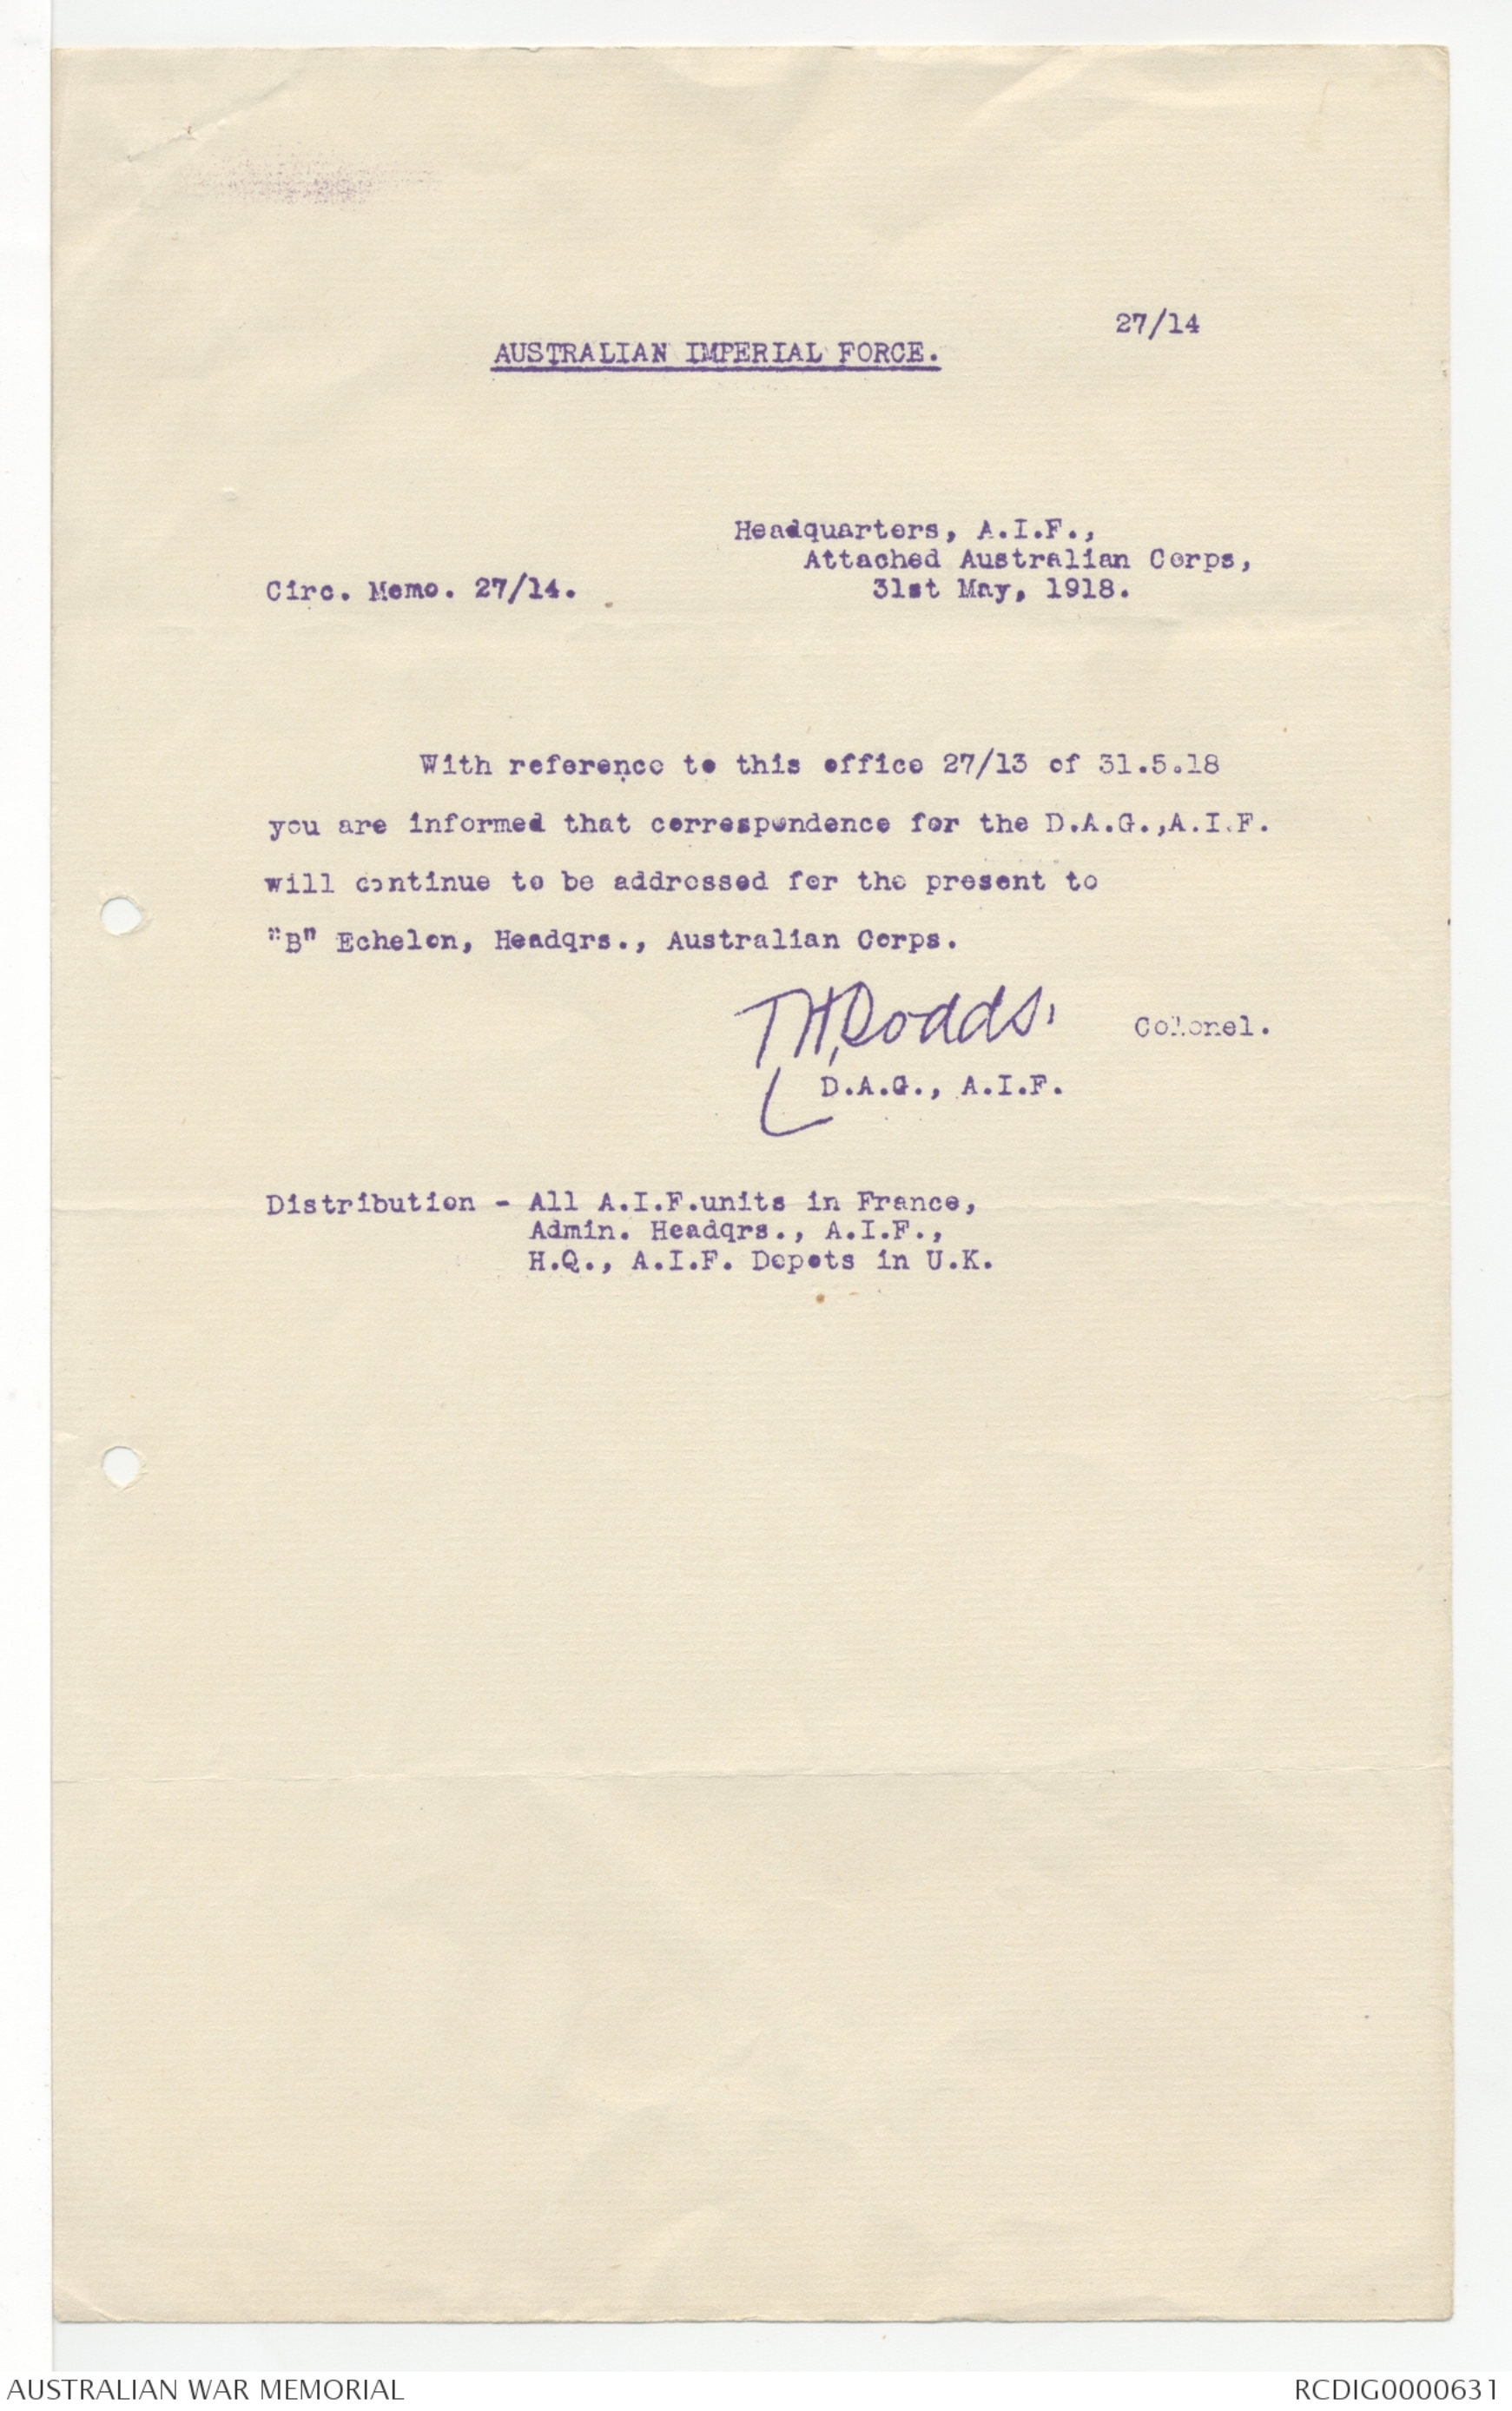 27/14
AUSTRALIAN IMPERIAL FORCE.
Headquarters, A.I.F.,
Attached Australian Corps,
Circ. Memo. 27/14.
31st May, 1918.
With reference to this office 27/13 of 31.5.18
you are informed that correspondence for the D.A.G.,A.I.F.
will continue to be addressed for the present to
"B" Echelon, Headqrs., Australian Corps.
THDodds, Colonel.
D.A.G., A.I.F.
Distribution - All A.I.F.units in France,
Admin. Headqrs., A.I.F.,
H.Q., A.I.F. Depots in U.K.
AUSTRALIAN WAR MEMORIAL
RCDIG0000631